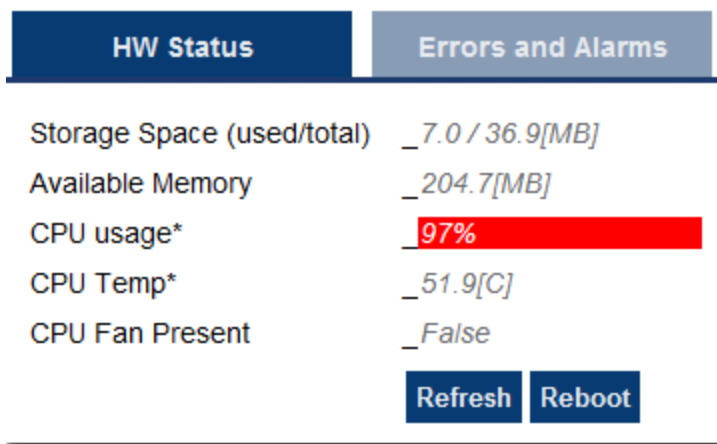 HW Status Errors and Alarms
Storage Space (used/total) _7.0 / 36.9[MB]
Available Memory _204.7[MB]
CPU usage* _97%
CPU Temp* _51.9[C]
CPU Fan Present _False
Refresh Reboot